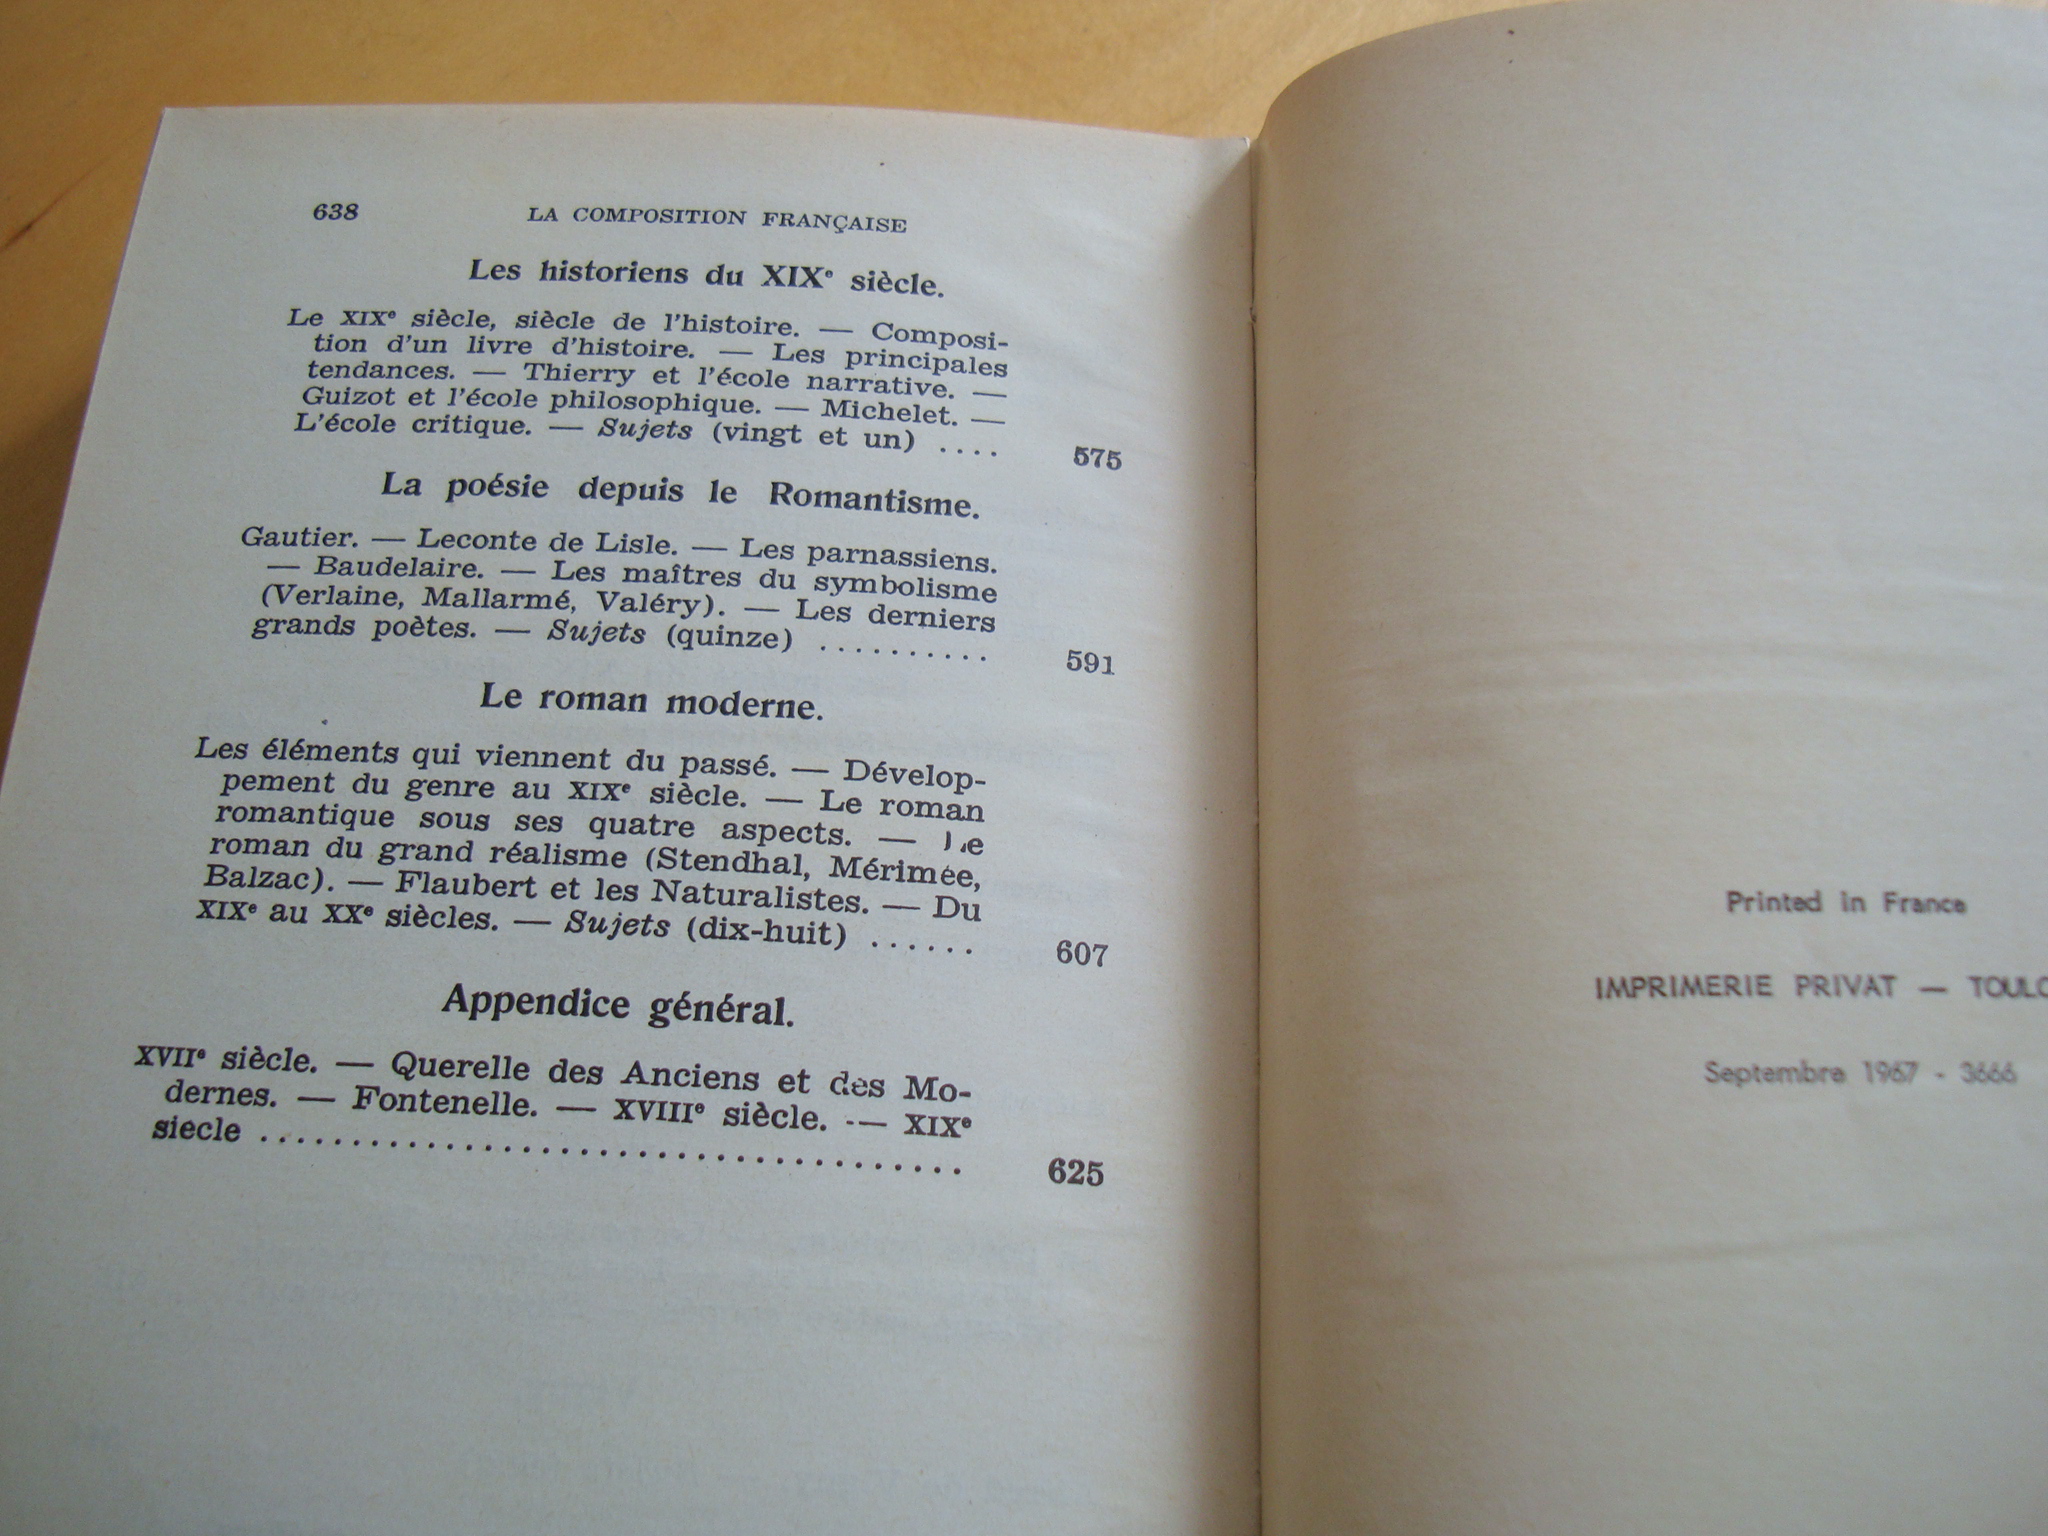 638 LA COMPOSITION FRANÇAISE
Les historiens du XIXe siècle.
Le XIXe siècle, siècle de l'histoire. — Composi-
tion d'un livre d'histoire. — Les principales
tendances. — Thierry et l'école narrative. —
Guizot et l'école philosophique. — Michelet. —
L'école critique. — Sujets (vingt et un) .... 575
La poésie depuis le Romantisme.
Gautier. — Leconte de Lisle. — Les parnassiens.
— Baudelaire. — Les maîtres du symbolisme
(Verlaine, Mallarmé, Valéry). — Les derniers
grands poètes. — Sujets (quinze) .......... 591
Le roman moderne.
Les éléments qui viennent du passé. — Dévelop-
pement du genre au XIXe siècle. — Le roman
romantique sous ses quatre aspects. — Le
roman du grand réalisme (Stendhal, Mérimée,
Balzac). — Flaubert et les Naturalistes. — Du
XIXe au XXe siècles. — Sujets (dix-huit) ...... 607
Appendice général.
XVIIe siècle. — Querelle des Anciens et des Mo-
dernes. — Fontenelle. — XVIIIe siècle. — XIXe
siecle ....................................... 625
Printed in France
IMPRIMERIE PRIVAT — TOULO
Septembre 1967 - 3666